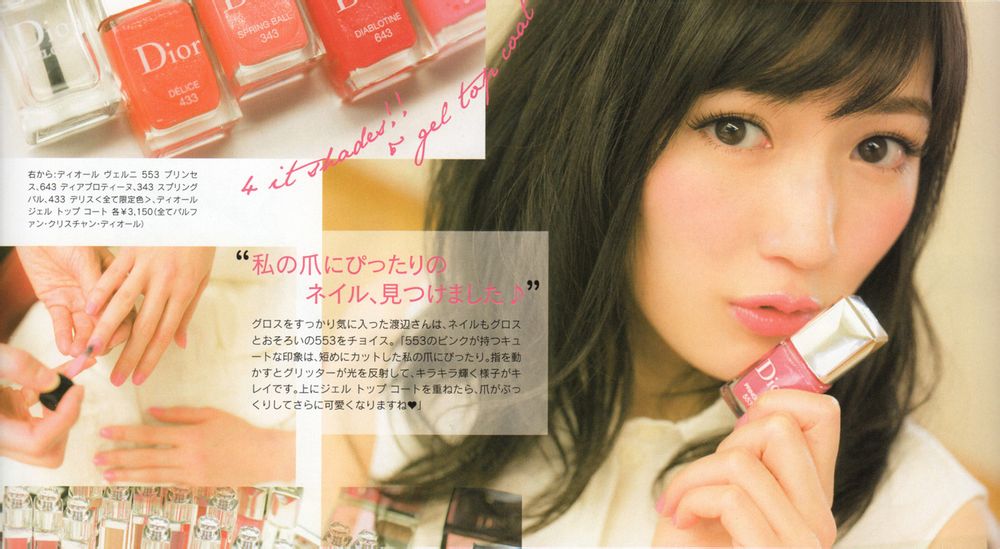 Dior
DÉLICE
433
SPRING BALL
343
DIABLOTINE
643
4 it shades!! gel top coat
右から:ディオール ヴェルニ 553 プリンセ
ス、643 ディアブロティーヌ、343 スプリング
バル、433 デリス<全て限定色>、ディオール
ジェル トップ コート 各¥3,150(全てパルファ
ン・クリスチャン・ディオール)
“私の爪にぴったりの
ネイル、見つけました♪”
グロスをすっかり気に入った渡辺さんは、ネイルもグロス
とおそろいの553をチョイス。「553のピンクが持つキュ
ートな印象は、短めにカットした私の爪にぴったり。指を動
かすとグリッターが光を反射して、キラキラ輝く様子がキ
レイです。上にジェル トップ コートを重ねたら、爪がぷっ
くりしてさらに可愛くなりますね♥」
Dior
553